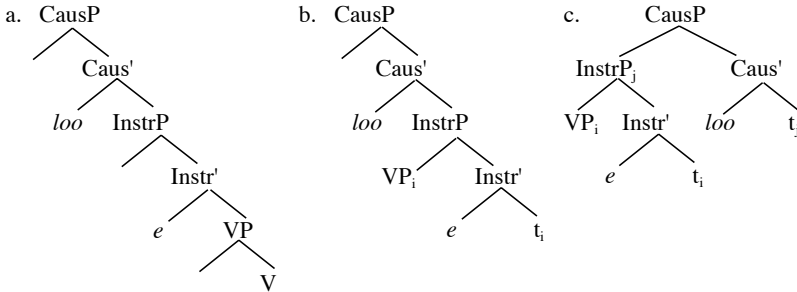 a. CausP b. CausP c. CausP
Caus' Caus' InstrPj Caus'
loo InstrP loo InstrP VPi Instr' loo tj
Instr' VPi Instr' e ti
e VP e ti
V